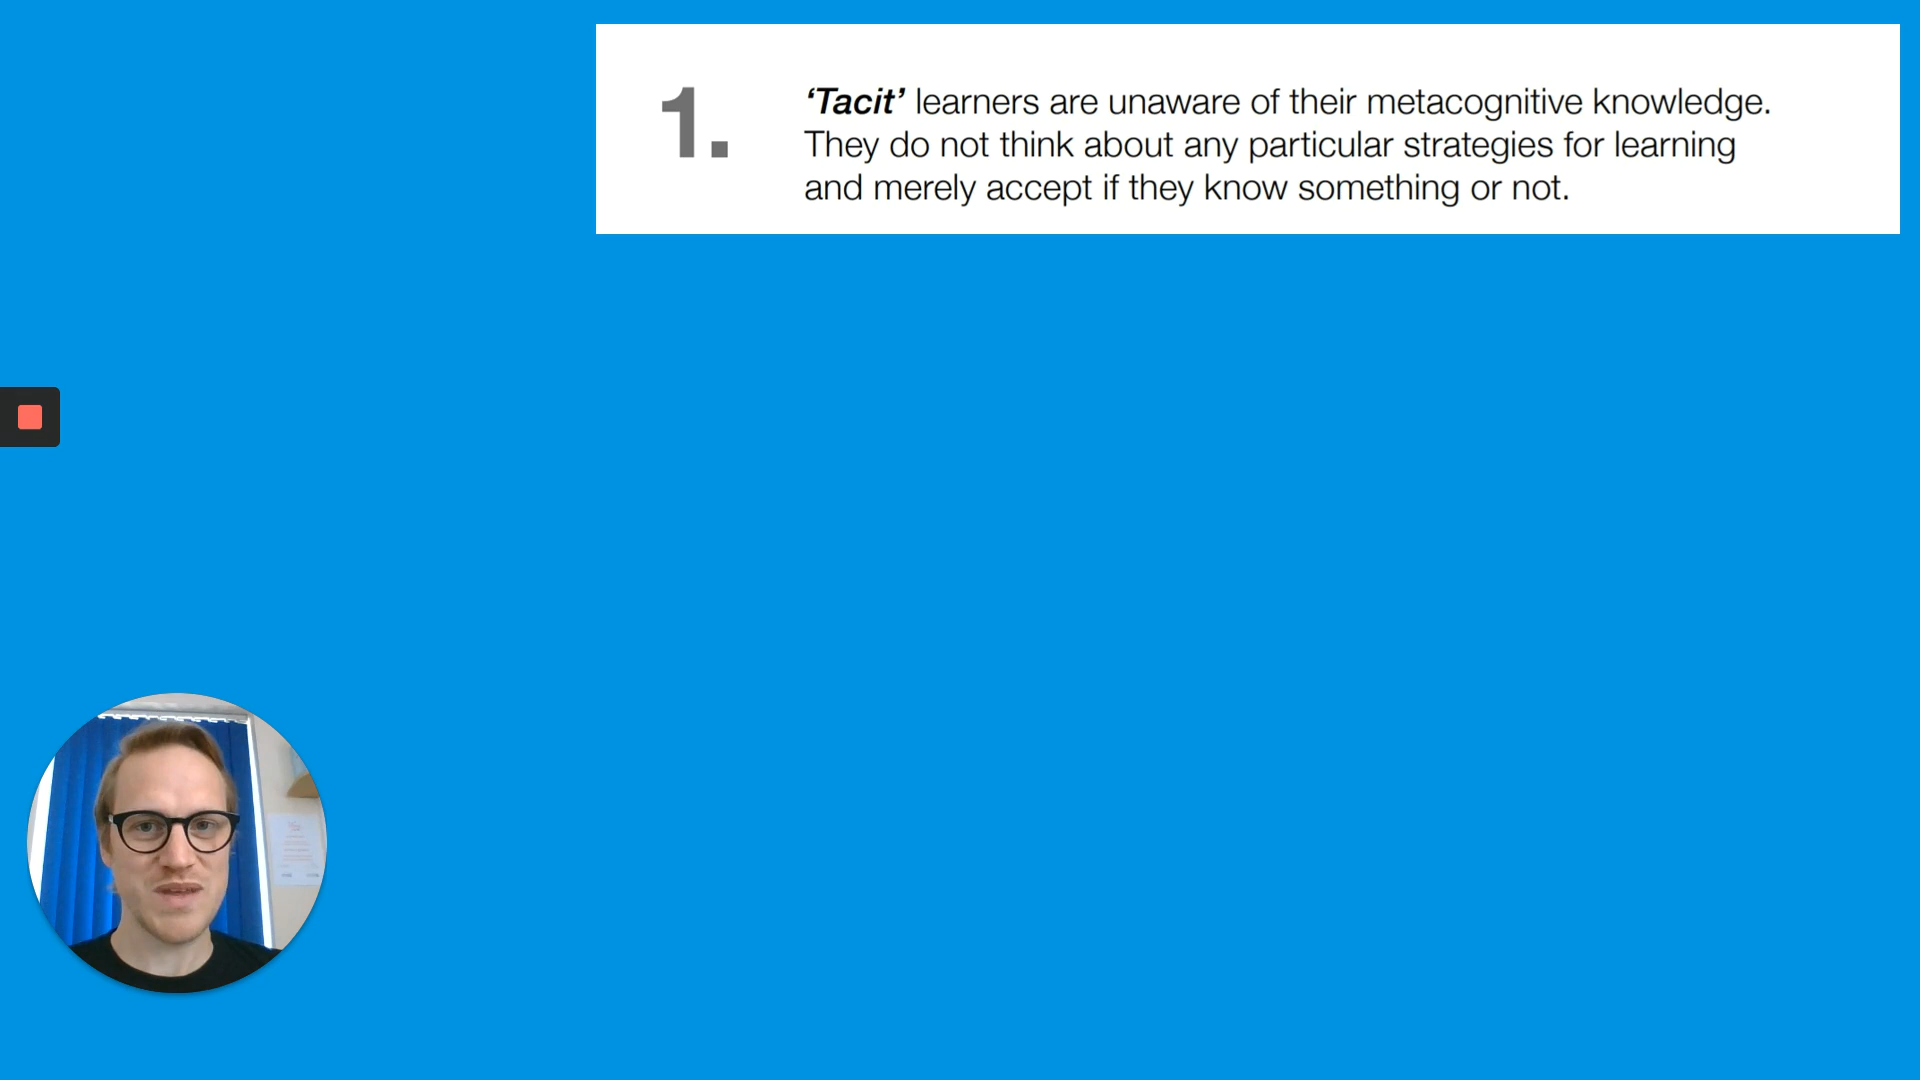 1.
‘Tacit’ learners are unaware of their metacognitive knowledge.
They do not think about any particular strategies for learning
and merely accept if they know something or not.